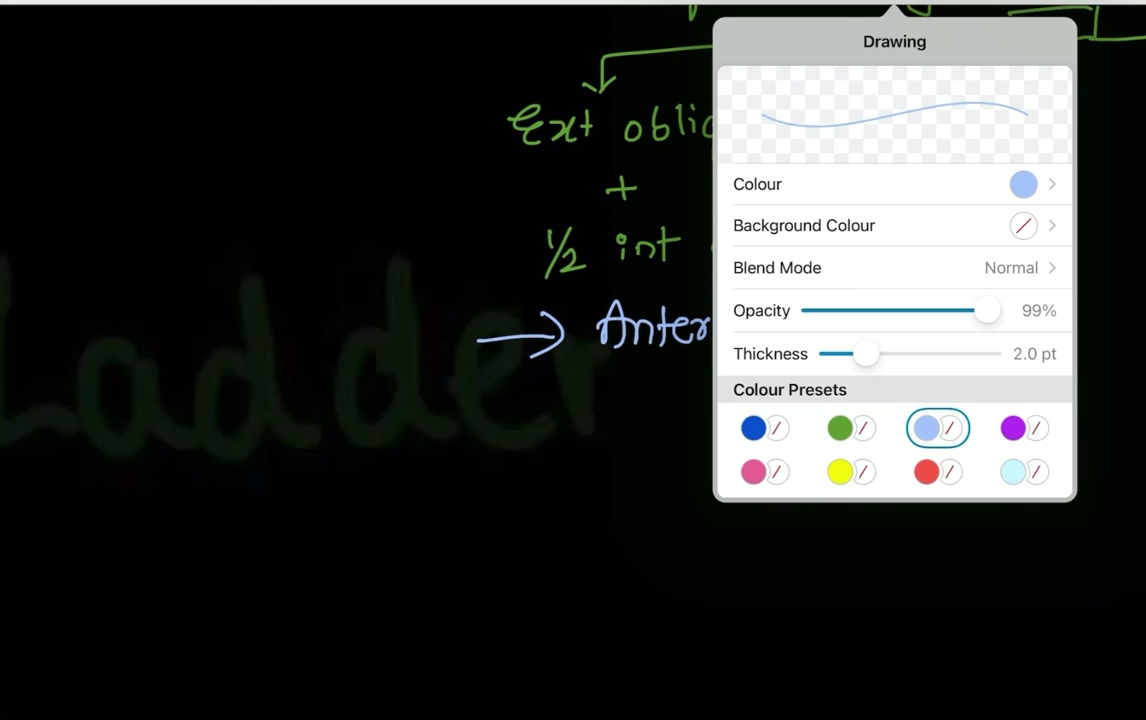 Drawing
Ext obliq
+
½ int
→ Anter
Colour
Background Colour
Blend Mode Normal
Opacity 99%
Thickness 2.0 pt
Colour Presets
Ladder